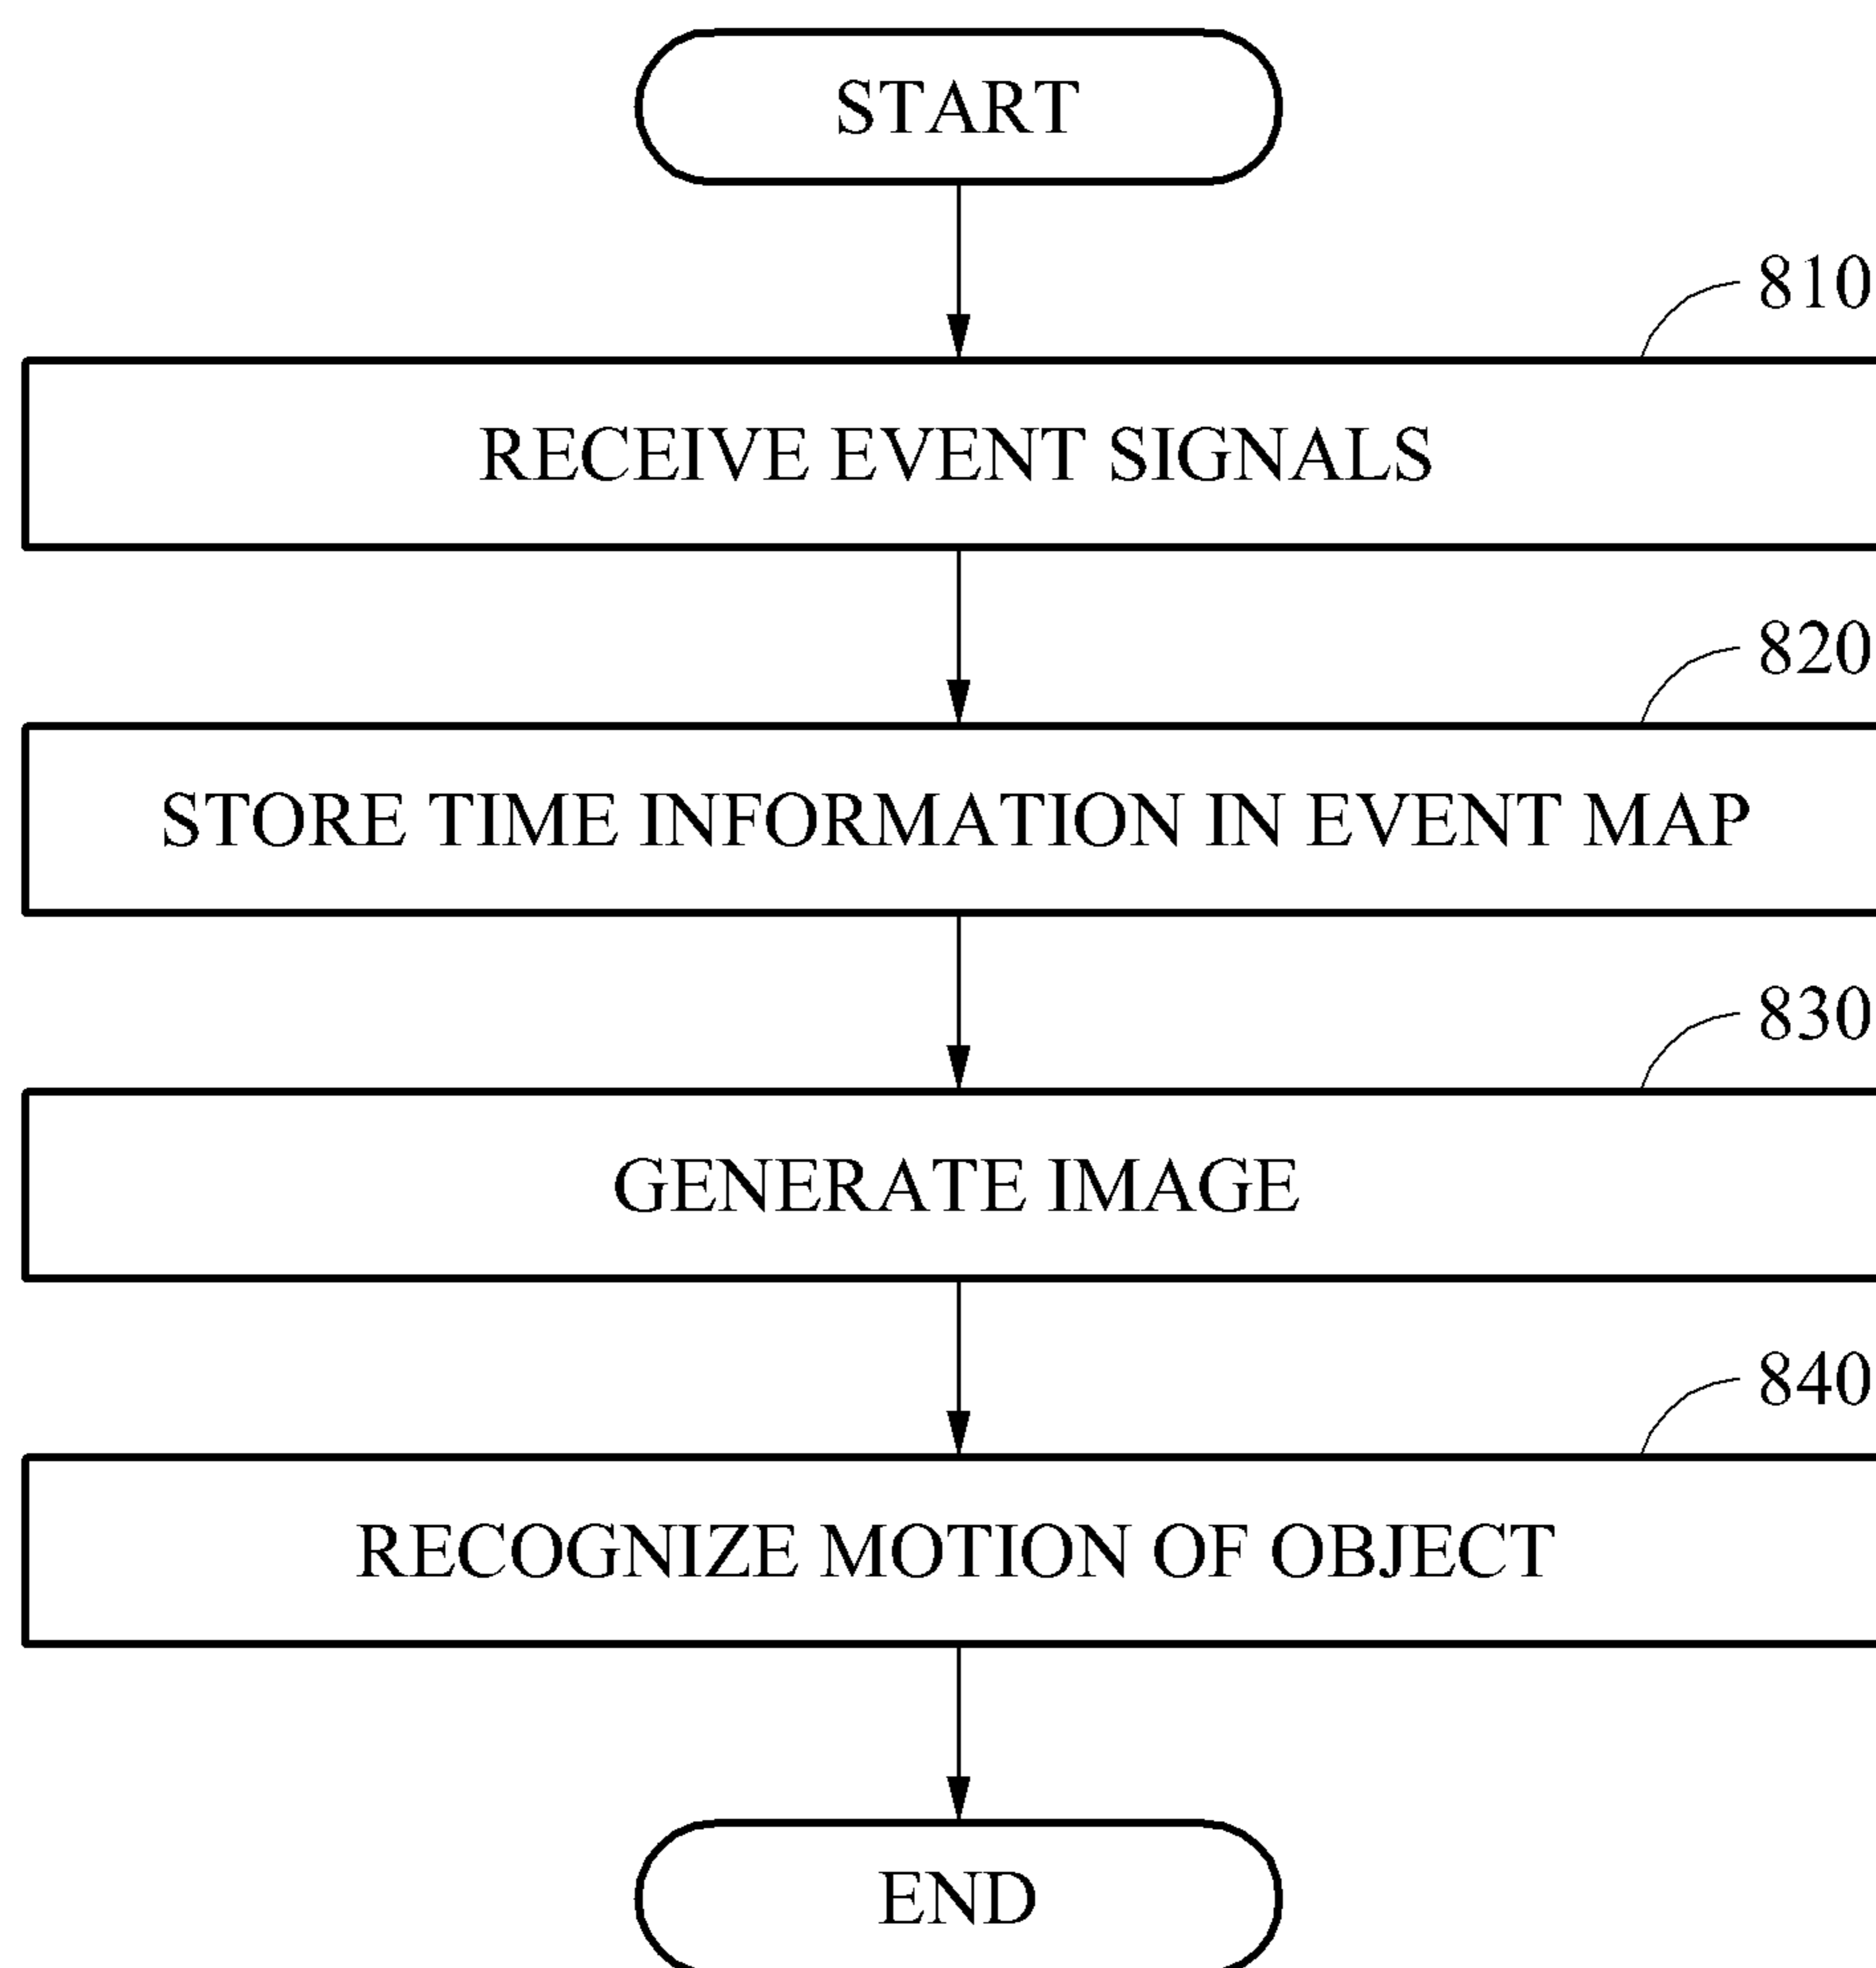 START
810
RECEIVE EVENT SIGNALS
820
STORE TIME INFORMATION IN EVENT MAP
830
GENERATE IMAGE
840
RECOGNIZE MOTION OF OBJECT
END